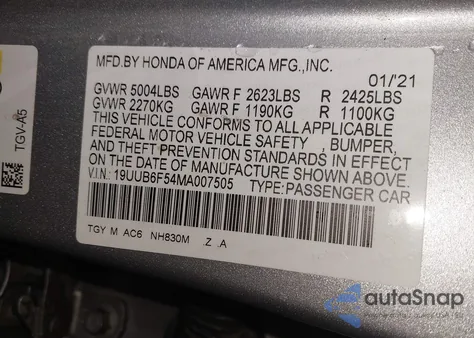 MFD.BY HONDA OF AMERICA MFG.,INC.
01/'21
GVWR 5004LBS GAWR F 2623LBS R 2425LBS
GVWR 2270KG GAWR F 1190KG R 1100KG
THIS VEHICLE CONFORMS TO ALL APPLICABLE
FEDERAL MOTOR VEHICLE SAFETY , BUMPER,
AND THEFT PREVENTION STANDARDS IN EFFECT
ON THE DATE OF MANUFACTURE SHOWN ABOVE.
V.I.N: 19UUB6F54MA007505 TYPE:PASSENGER CAR
TGY M AC6 NH830M .Z .A
TGV-A5
autoSnap